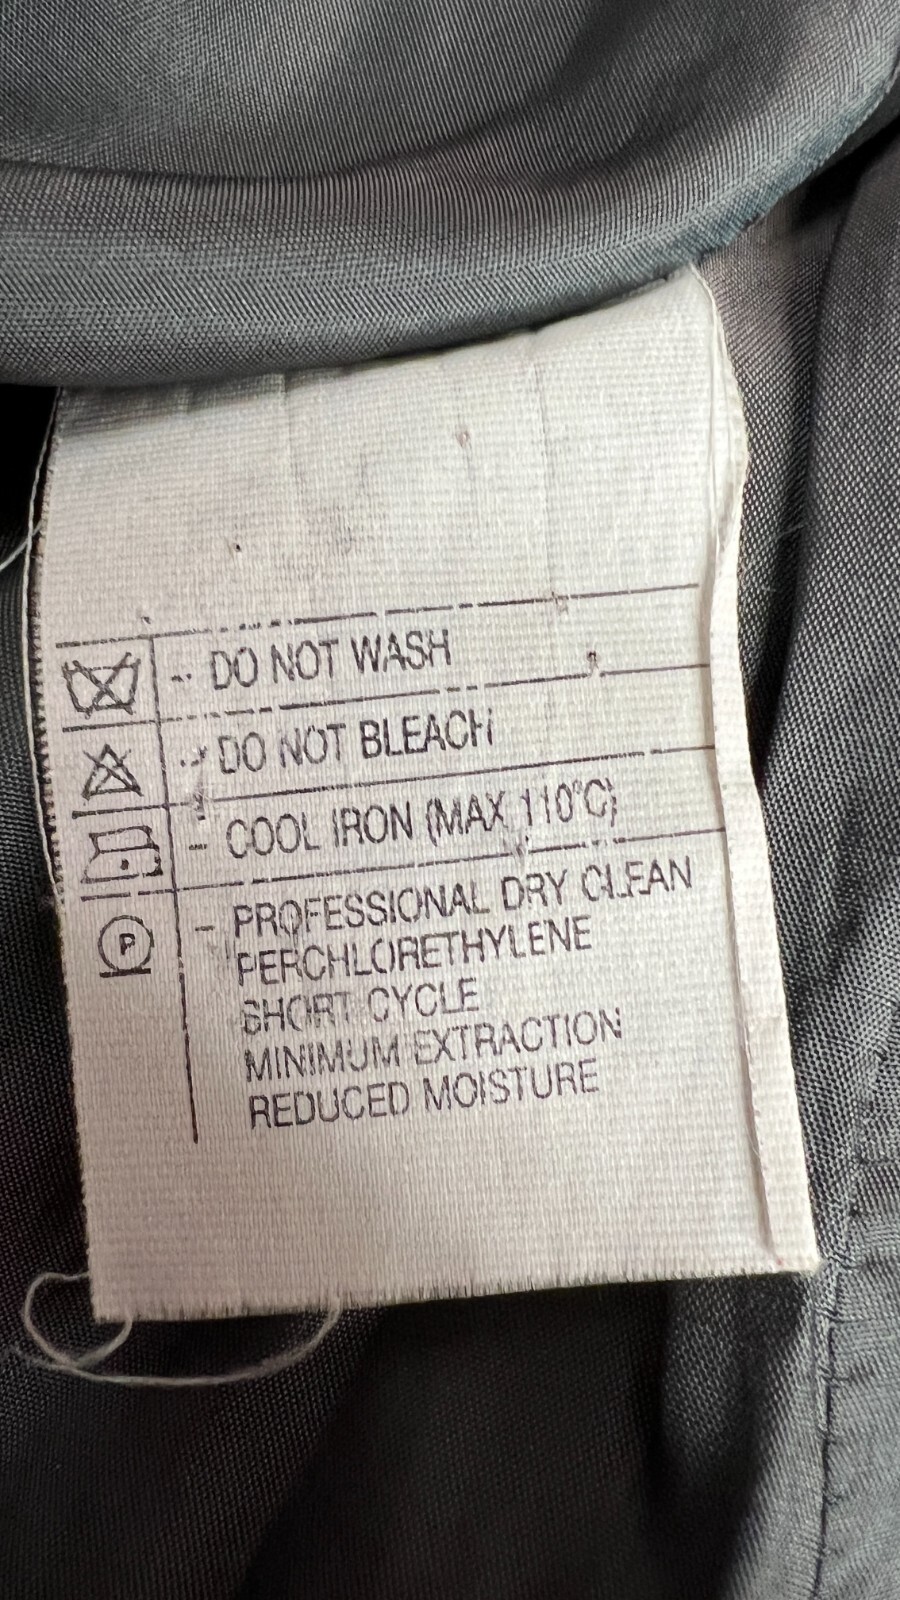 - DO NOT WASH
- DO NOT BLEACH
- COOL IRON (MAX 110°C)
P - PROFESSIONAL DRY CLEAN
PERCHLORETHYLENE
SHORT CYCLE
MINIMUM EXTRACTION
REDUCED MOISTURE